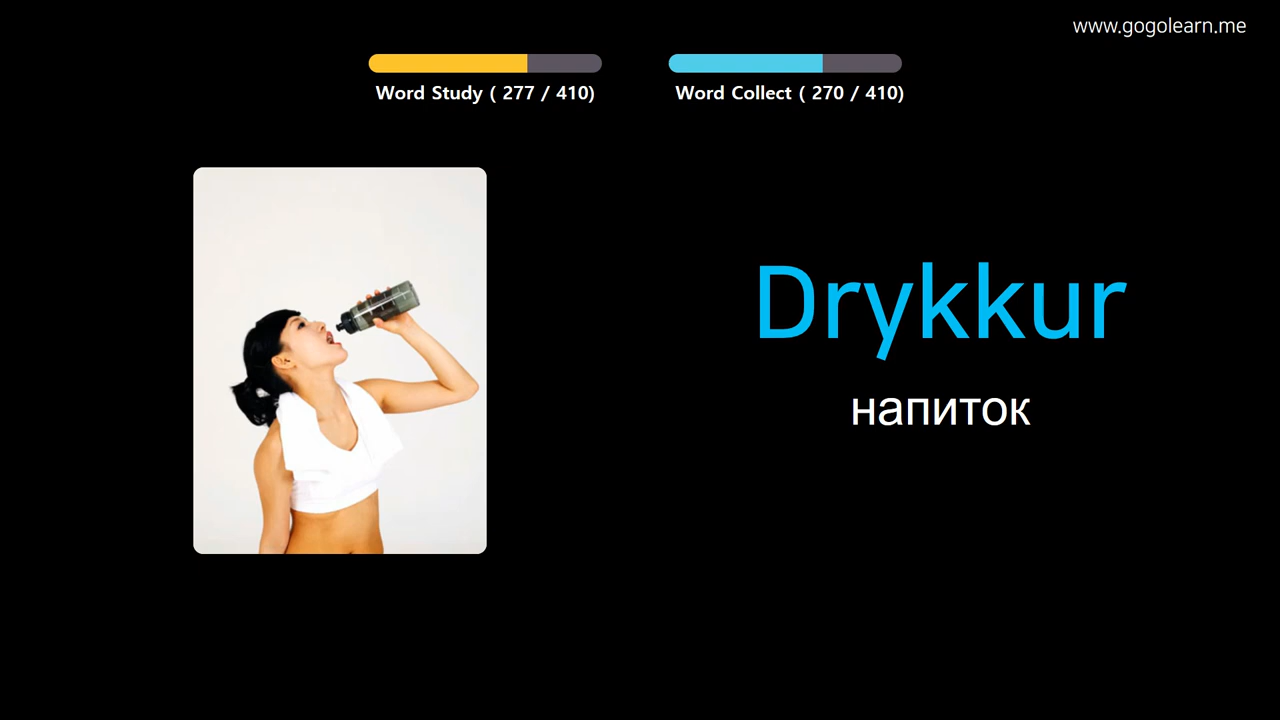 www.gogolearn.me
Word Study ( 277 / 410)
Word Collect ( 270 / 410)
Drykkur
напиток